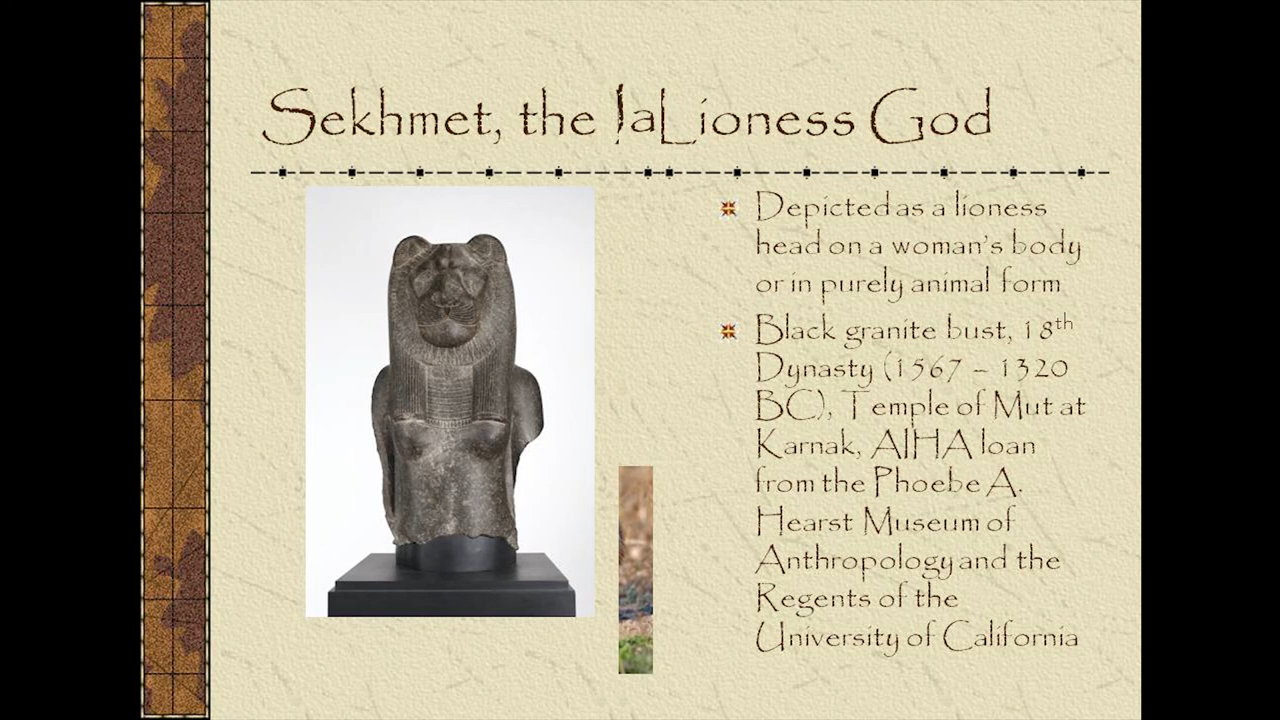 Sekhmet, the !aLioness God
Depicted as a lioness
head on a woman's body
or in purely animal form
Black granite bust, 18th
Dynasty (1567 – 1320
BC), Temple of Mut at
Karnak, AIHA loan
from the Phoebe A.
Hearst Museum of
Anthropology and the
Regents of the
University of California